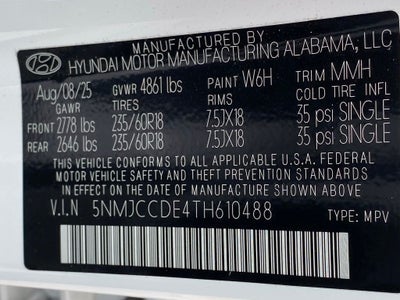 MANUFACTURED BY
HYUNDAI MOTOR MANUFACTURING ALABAMA, LLC
Aug/08/25 GVWR 4861 lbs PAINT W6H TRIM MMH
GAWR TIRES RIMS
FRONT 2778 lbs 235/60R18 7.5JX18 35 psi SINGLE
REAR 2646 lbs 235/60R18 7.5JX18 35 psi SINGLE
THIS VEHICLE CONFORMS TO ALL APPLICABLE U.S.A. FEDERAL
MOTOR VEHICLE SAFETY AND THEFT PREVENTION STANDARDS
IN EFFECT ON THE DATE OF MANUFACTURE SHOWN ABOVE.
V.I.N 5NMJCCDE4TH610488 TYPE: MPV